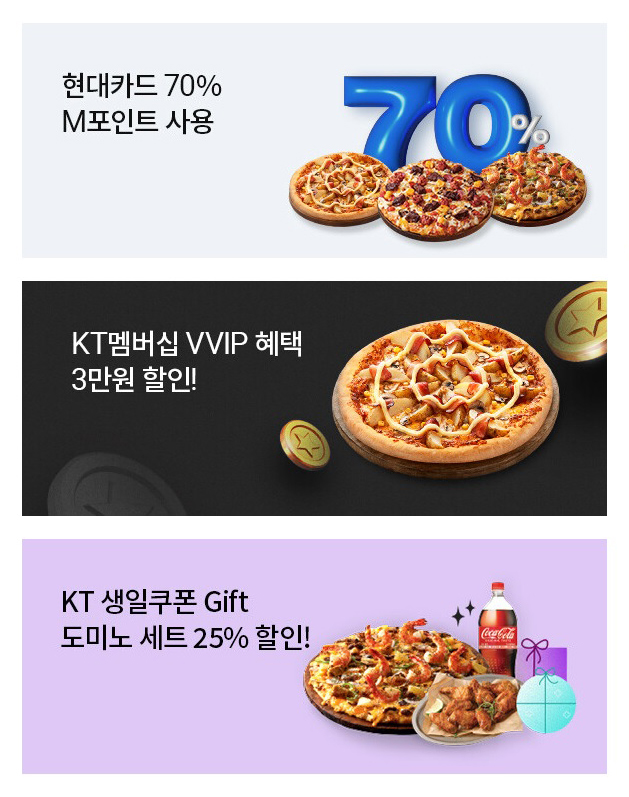 현대카드 70%
M포인트 사용
70%
KT멤버십 VVIP 혜택
3만원 할인!
KT 생일쿠폰 Gift
도미노 세트 25% 할인!
Coca-Cola